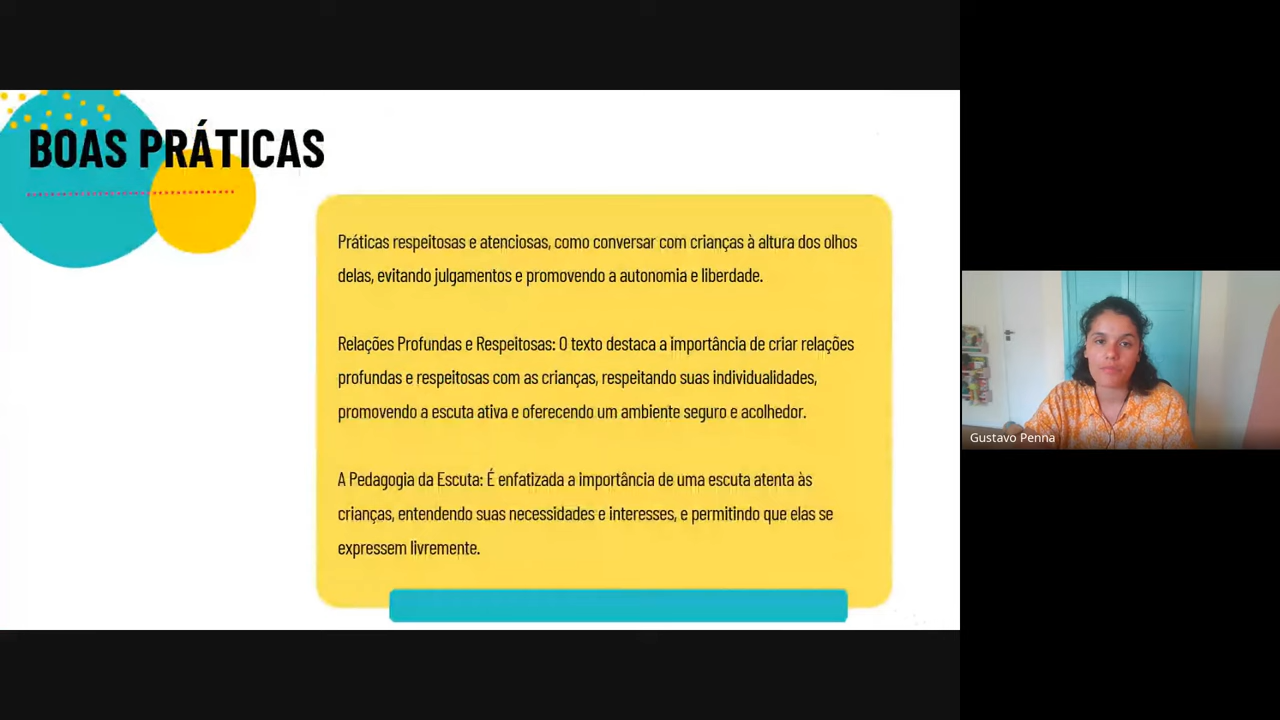 BOAS PRÁTICAS
Práticas respeitosas e atenciosas, como conversar com crianças à altura dos olhos
delas, evitando julgamentos e promovendo a autonomia e liberdade.
Relações Profundas e Respeitosas: O texto destaca a importância de criar relações
profundas e respeitosas com as crianças, respeitando suas individualidades,
promovendo a escuta ativa e oferecendo um ambiente seguro e acolhedor.
A Pedagogia da Escuta: É enfatizada a importância de uma escuta atenta às
crianças, entendendo suas necessidades e interesses, e permitindo que elas se
expressem livremente.
Gustavo Penna